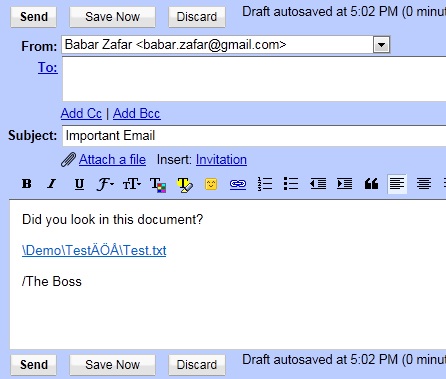 Send Save Now Discard Draft autosaved at 5:02 PM (0 minut
From: Babar Zafar <babar.zafar@gmail.com>
To:
Add Cc | Add Bcc
Subject: Important Email
Attach a file Insert: Invitation
B I U
Did you look in this document?
\Demo\TestÄÖÅ\Test.txt
/The Boss
Send Save Now Discard Draft autosaved at 5:02 PM (0 minut